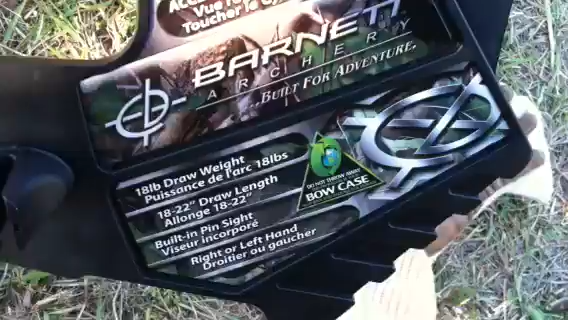 Vue
Toucher le
BARNETT
ARCHERY
BUILT FOR ADVENTURE.
18lb Draw Weight
Puissance de l'arc 18lbs
18-22" Draw Length
Allonge 18-22"
Built-in Pin Sight
Viseur incorporé
Right or Left Hand
Droitier ou gaucher
DO NOT THROW AWAY
BOW CASE